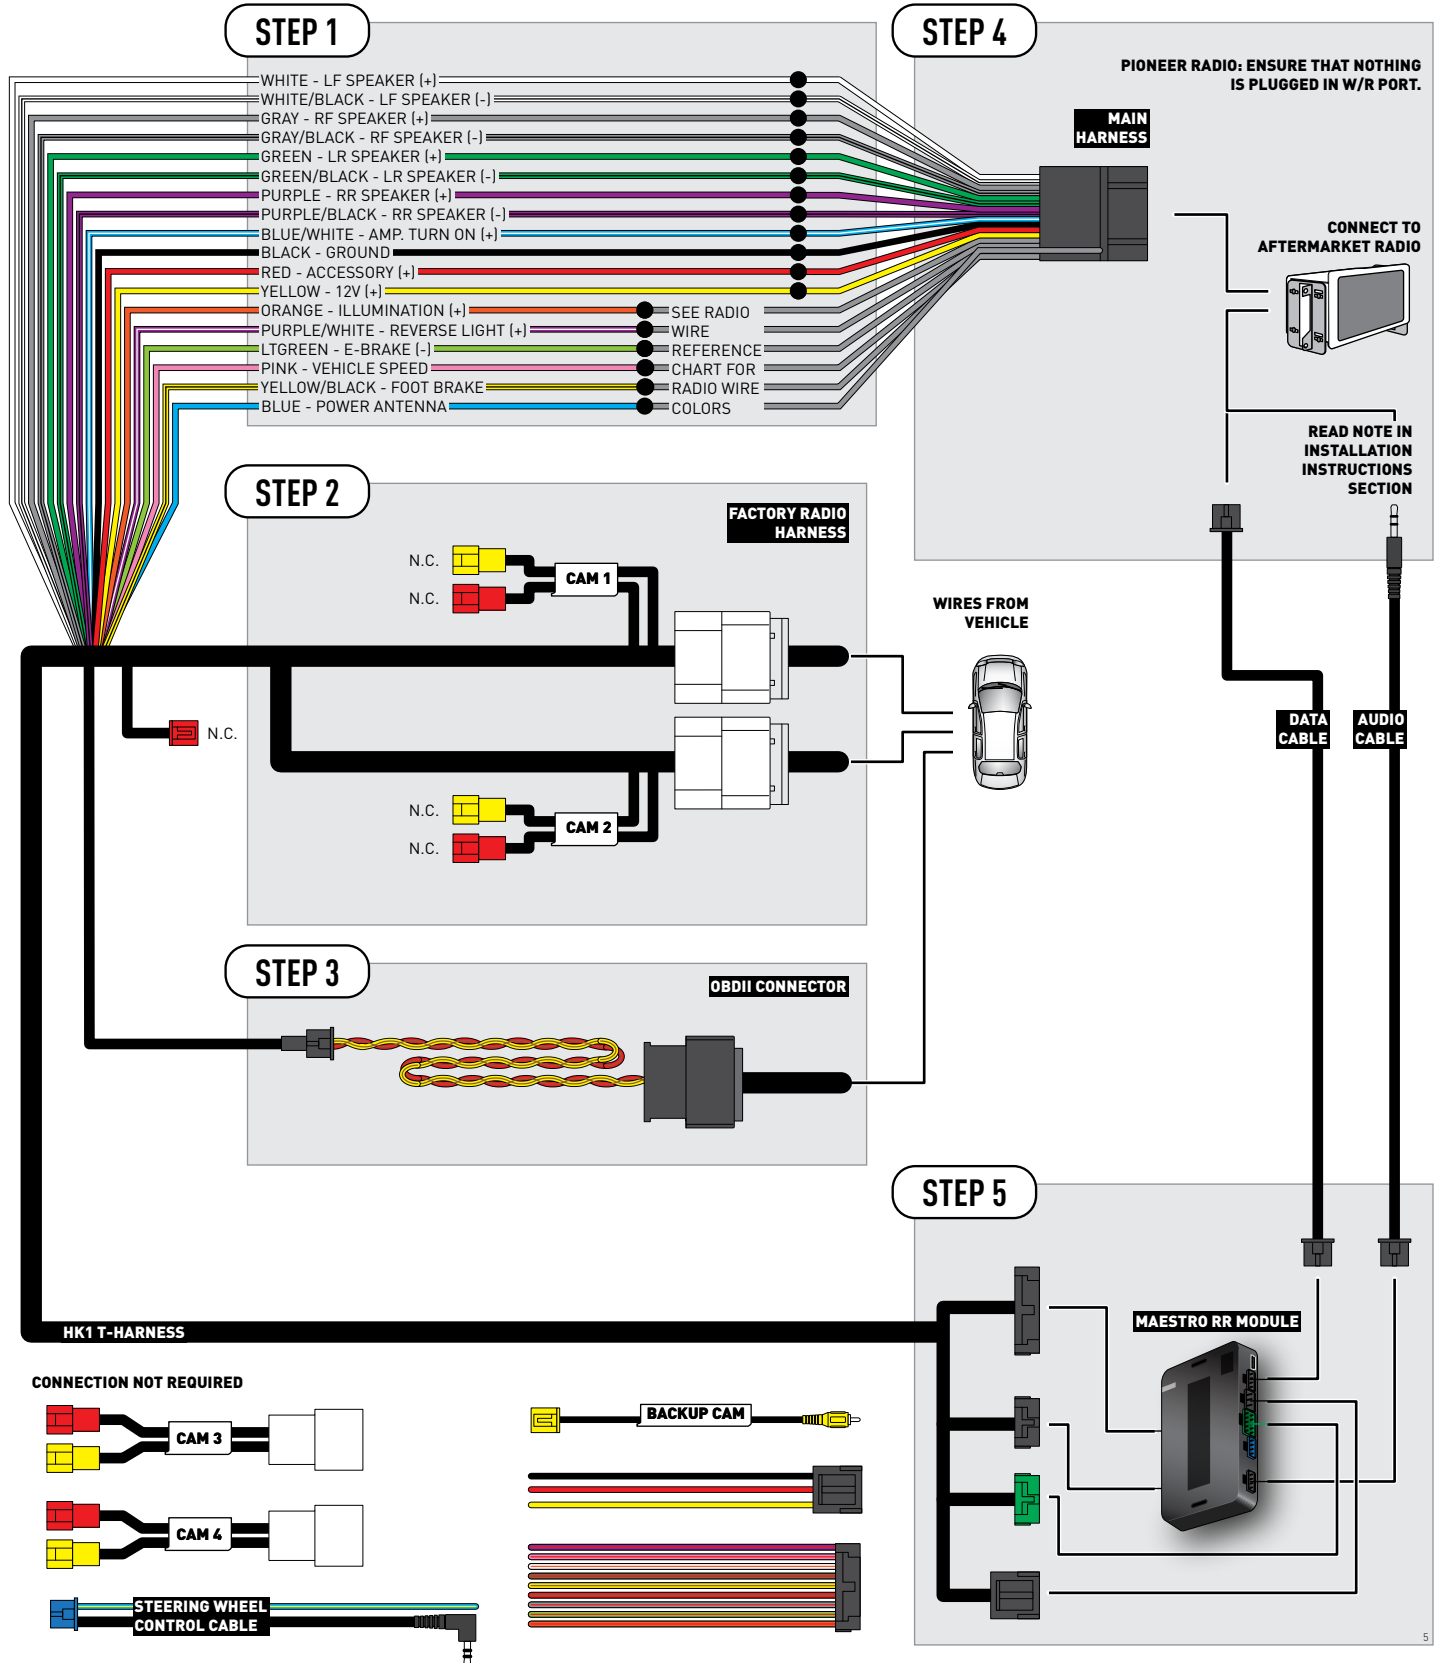 STEP 1
WHITE - LF SPEAKER (+)
WHITE/BLACK - LF SPEAKER (-)
GRAY - RF SPEAKER (+)
GRAY/BLACK - RF SPEAKER (-)
GREEN - LR SPEAKER (+)
GREEN/BLACK - LR SPEAKER (-)
PURPLE - RR SPEAKER (+)
PURPLE/BLACK - RR SPEAKER (-)
BLUE/WHITE - AMP. TURN ON (+)
BLACK - GROUND
RED - ACCESSORY (+)
YELLOW - 12V (+)
ORANGE - ILLUMINATION (+)
PURPLE/WHITE - REVERSE LIGHT (+)
LTGREEN - E-BRAKE (-)
PINK - VEHICLE SPEED
YELLOW/BLACK - FOOT BRAKE
BLUE - POWER ANTENNA
SEE RADIO
WIRE
REFERENCE
CHART FOR
RADIO WIRE
COLORS
STEP 4
PIONEER RADIO: ENSURE THAT NOTHING
IS PLUGGED IN W/R PORT.
MAIN
HARNESS
CONNECT TO
AFTERMARKET RADIO
READ NOTE IN
INSTALLATION
INSTRUCTIONS
SECTION
STEP 2
FACTORY RADIO
HARNESS
N.C.
CAM 1
N.C.
WIRES FROM
VEHICLE
N.C.
DATA
CABLE
AUDIO
CABLE
N.C.
CAM 2
N.C.
STEP 3
OBDII CONNECTOR
STEP 5
MAESTRO RR MODULE
HK1 T-HARNESS
CONNECTION NOT REQUIRED
CAM 3
BACKUP CAM
CAM 4
STEERING WHEEL
CONTROL CABLE
5